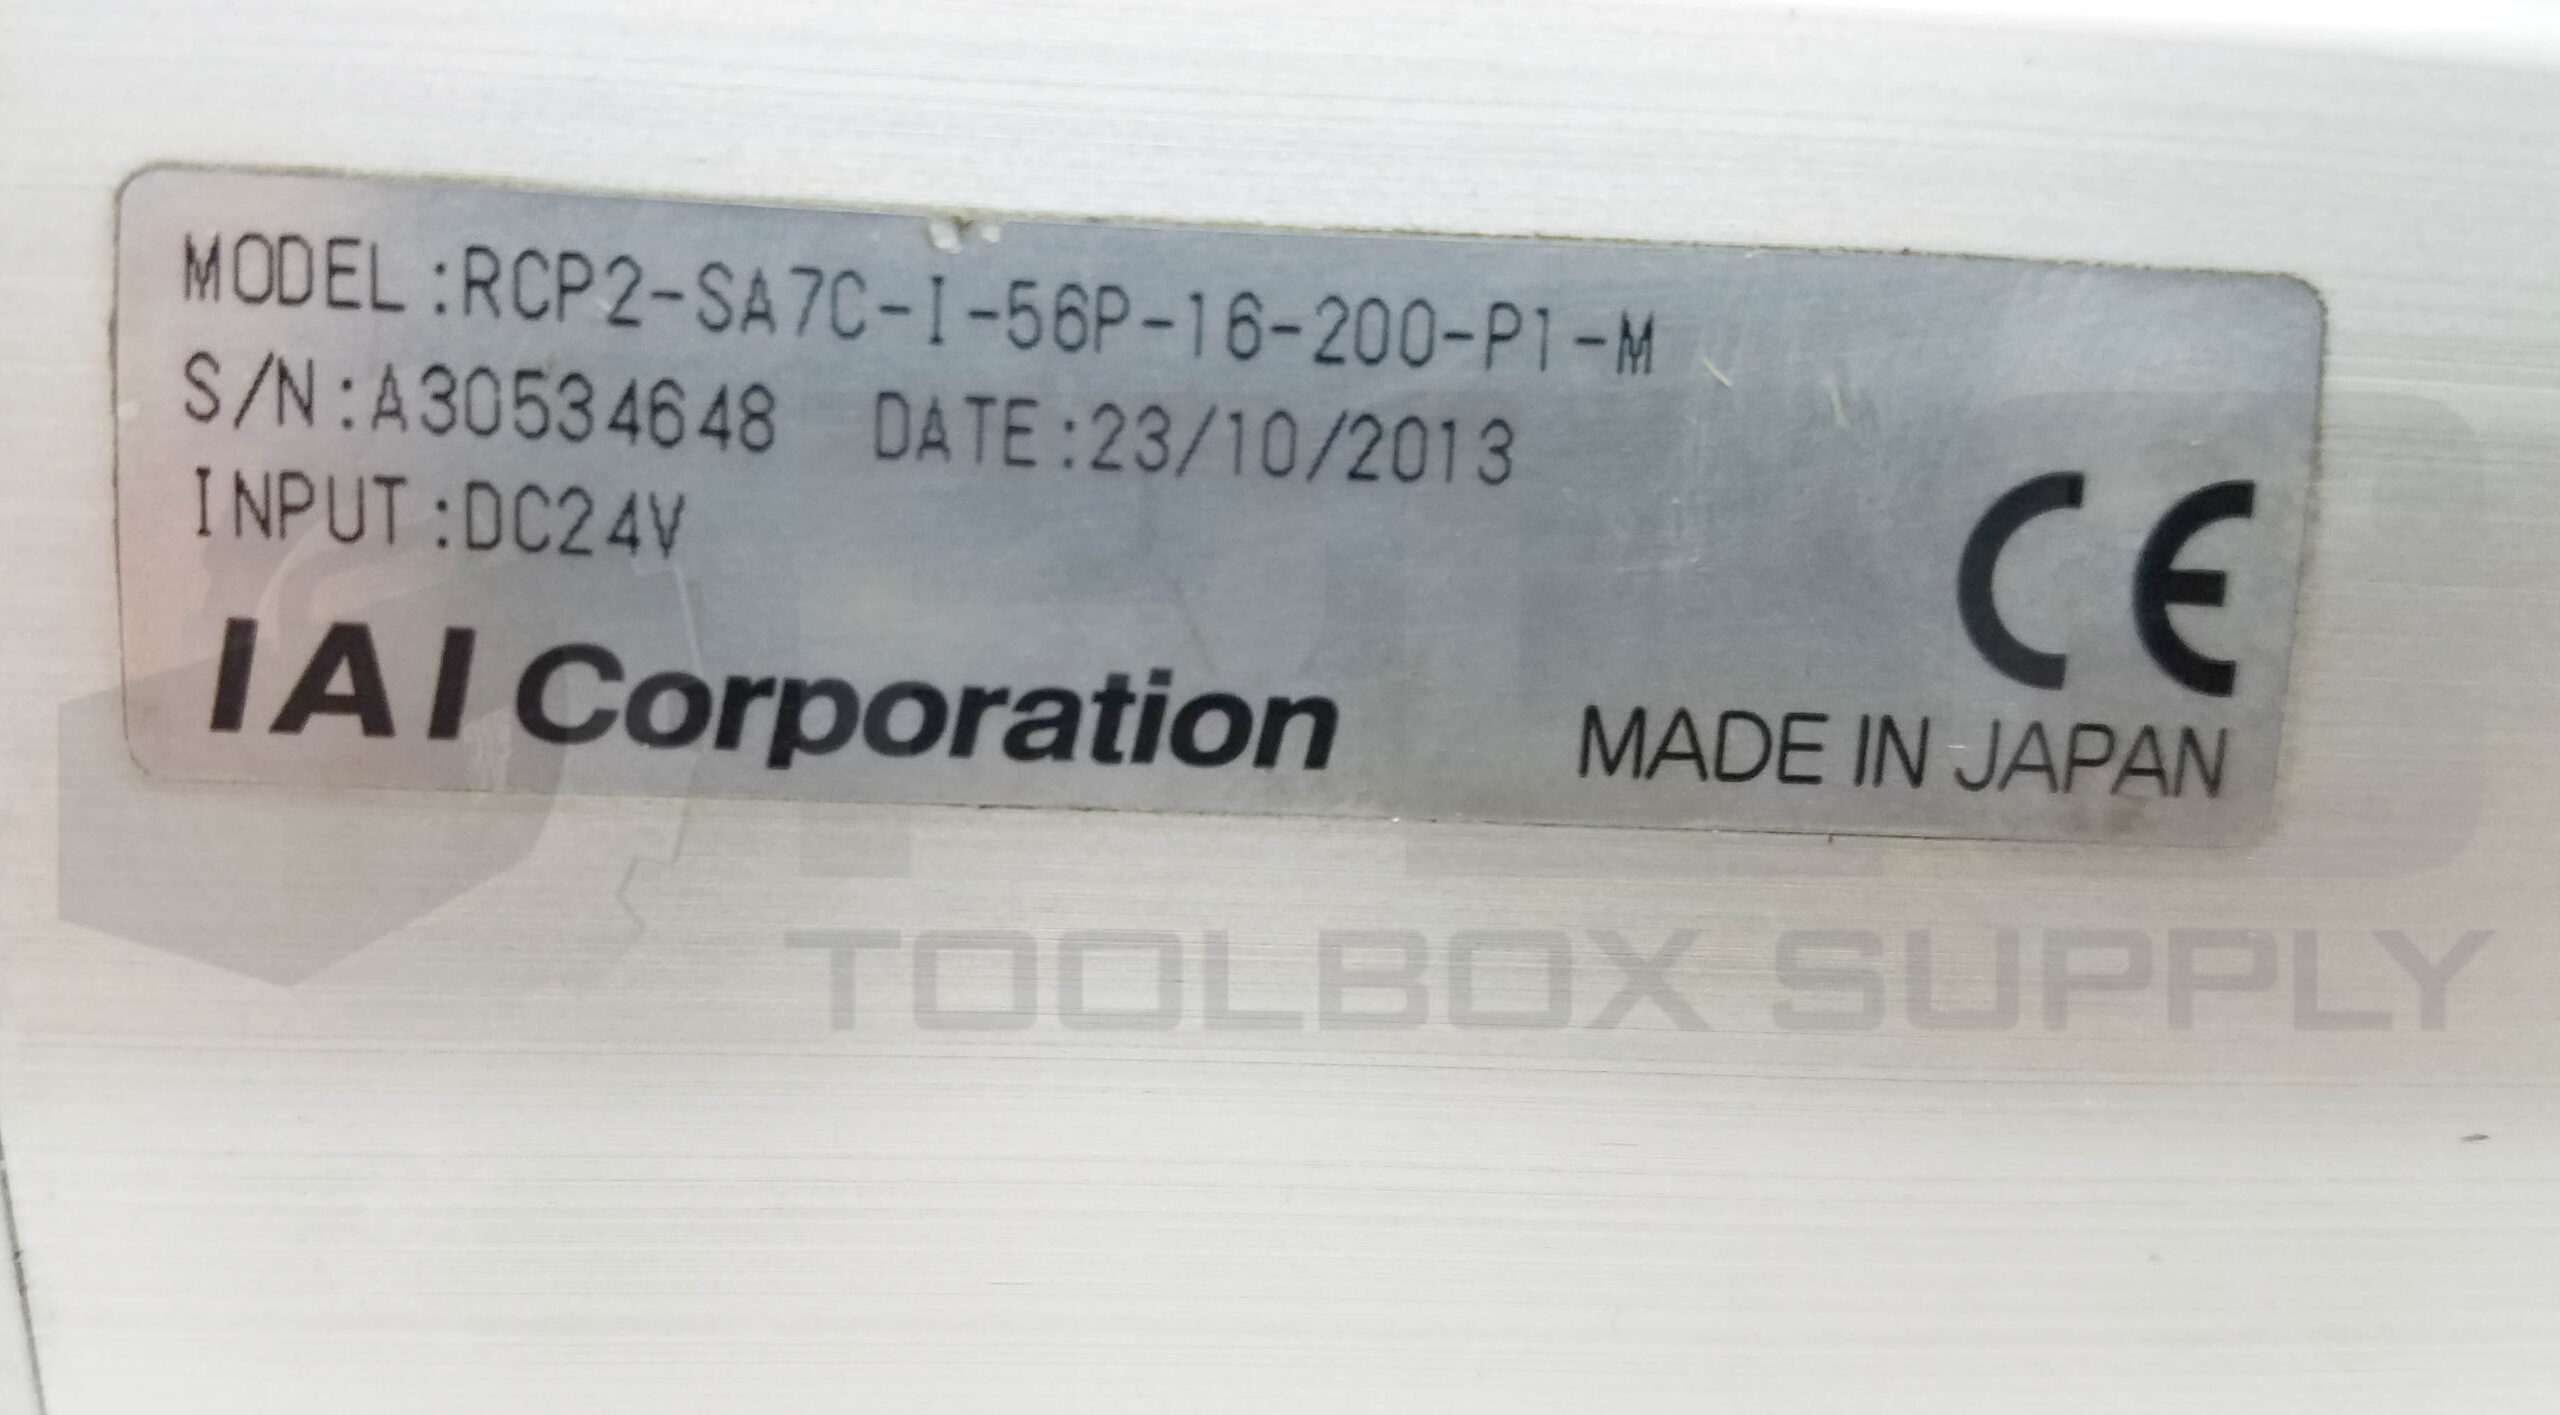 MODEL:RCP2-SA7C-I-56P-16-200-P1-M
S/N:A30534648 DATE:23/10/2013
INPUT:DC24V
IAI Corporation
CE
MADE IN JAPAN
PRO
TOOLBOX SUPPLY